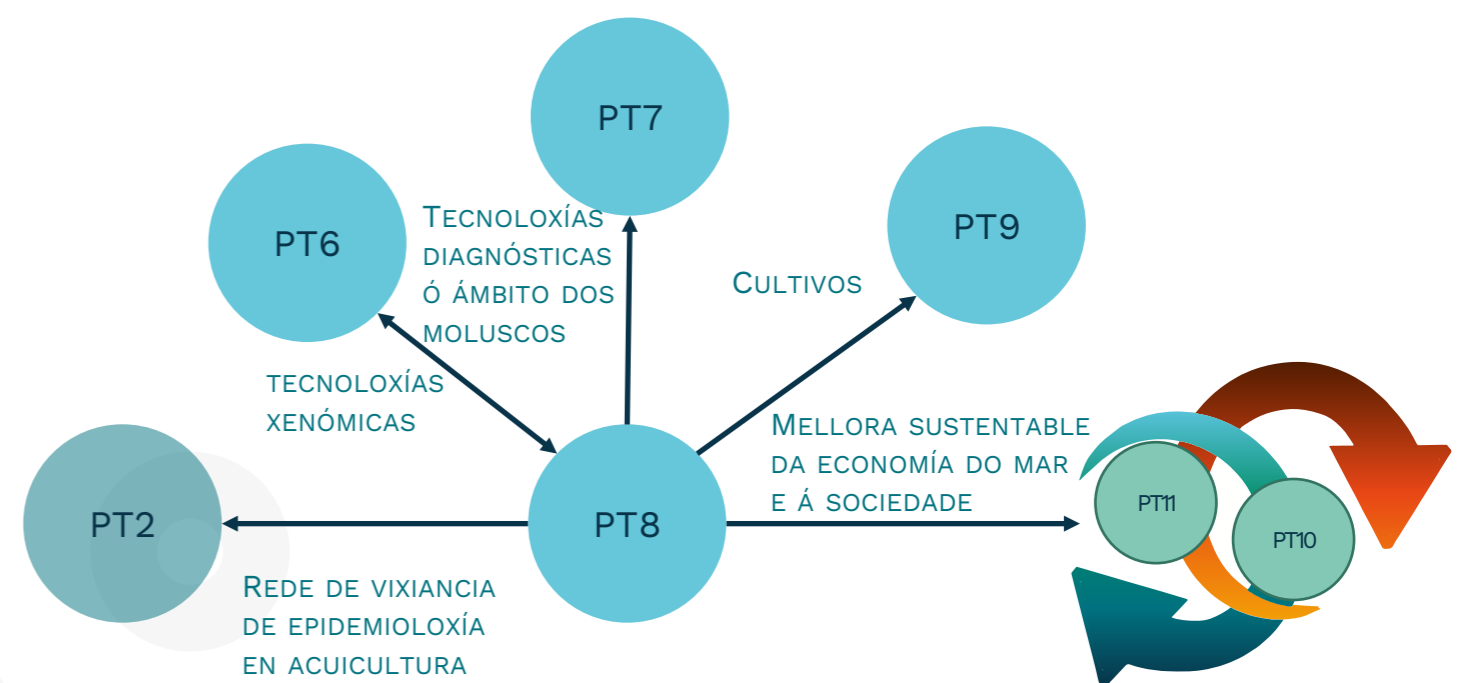 PT7
PT6
PT9
TECNOLOXÍAS
DIAGNÓSTICAS
Ó ÁMBITO DOS
MOLUSCOS
CULTIVOS
TECNOLOXÍAS
XENÓMICAS
MELLORA SUSTENTABLE
DA ECONOMÍA DO MAR
E Á SOCIEDADE
PT2
PT8
PT11
PT10
REDE DE VIXIANCIA
DE EPIDEMIOLOXÍA
EN ACUICULTURA